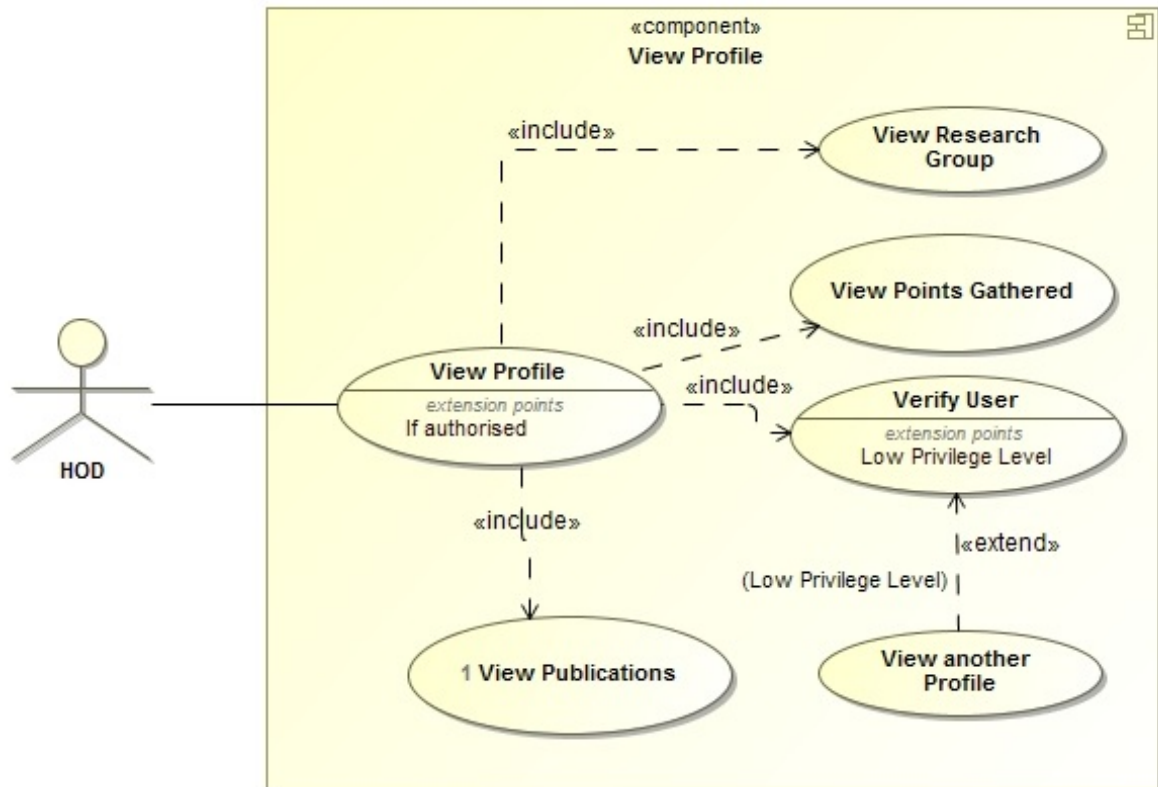 «component»
View Profile
«include»
View Research
Group
View Points Gathered
«include»
View Profile
extension points
If authorised
«include»
Verify User
extension points
Low Privilege Level
HOD
«include»
«extend»
(Low Privilege Level)
1 View Publications
View another
Profile